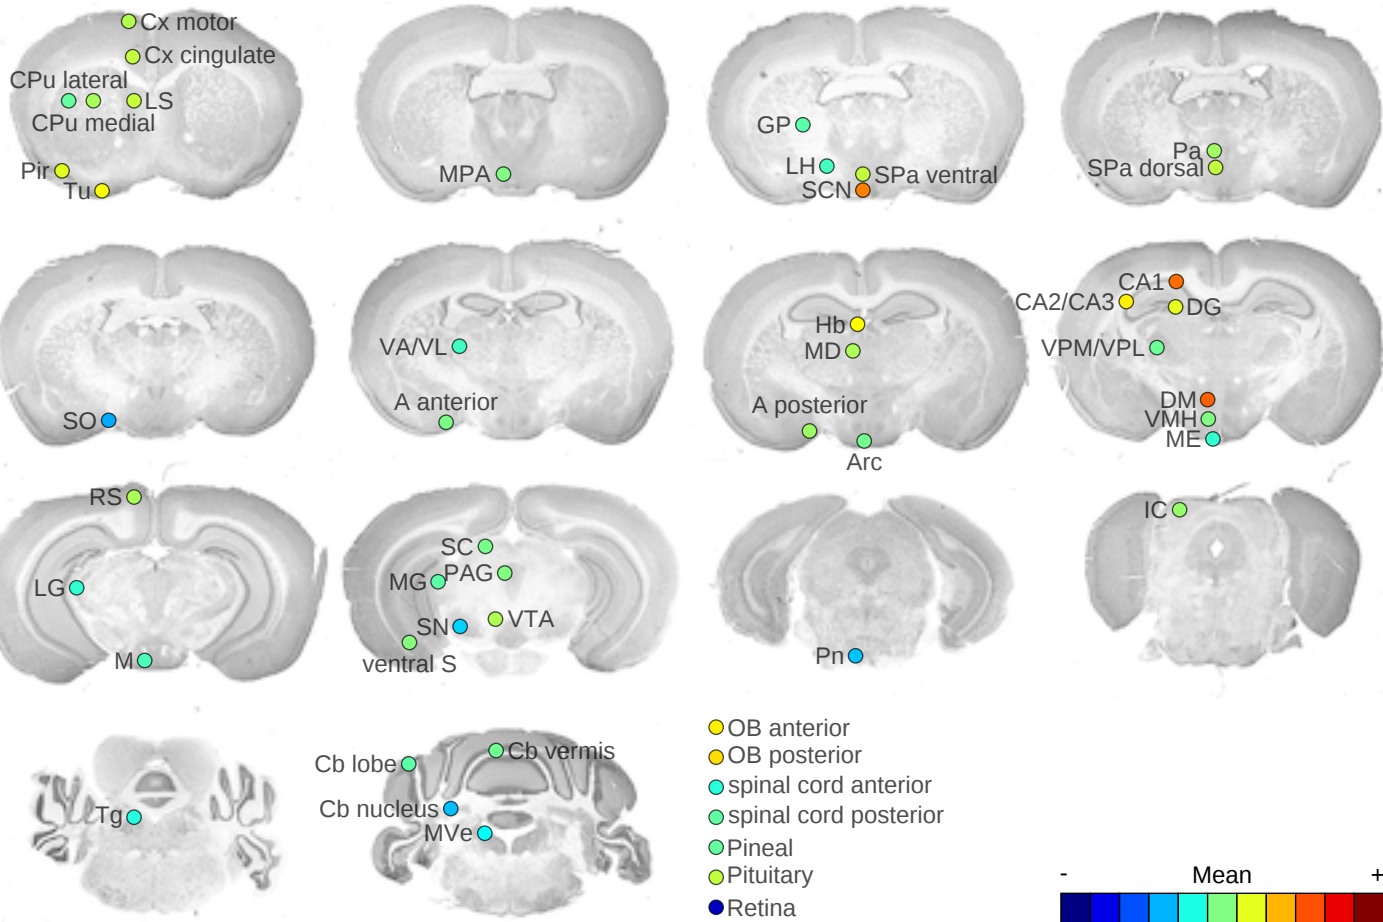 Cx motor
Cx cingulate
CPu lateral
LS
CPu medial
Pir
Tu
MPA
GP
LH
SPa ventral
SCN
Pa
SPa dorsal
SO
VA/VL
A anterior
Hb
MD
A posterior
Arc
CA1
CA2/CA3
DG
VPM/VPL
DM
VMH
ME
RS
LG
M
SC
PAG
MG
VTA
SN
ventral S
Pn
IC
Tg
Cb lobe
Cb vermis
Cb nucleus
MVe
OB anterior
OB posterior
spinal cord anterior
spinal cord posterior
Pineal
Pituitary
Retina
- Mean +